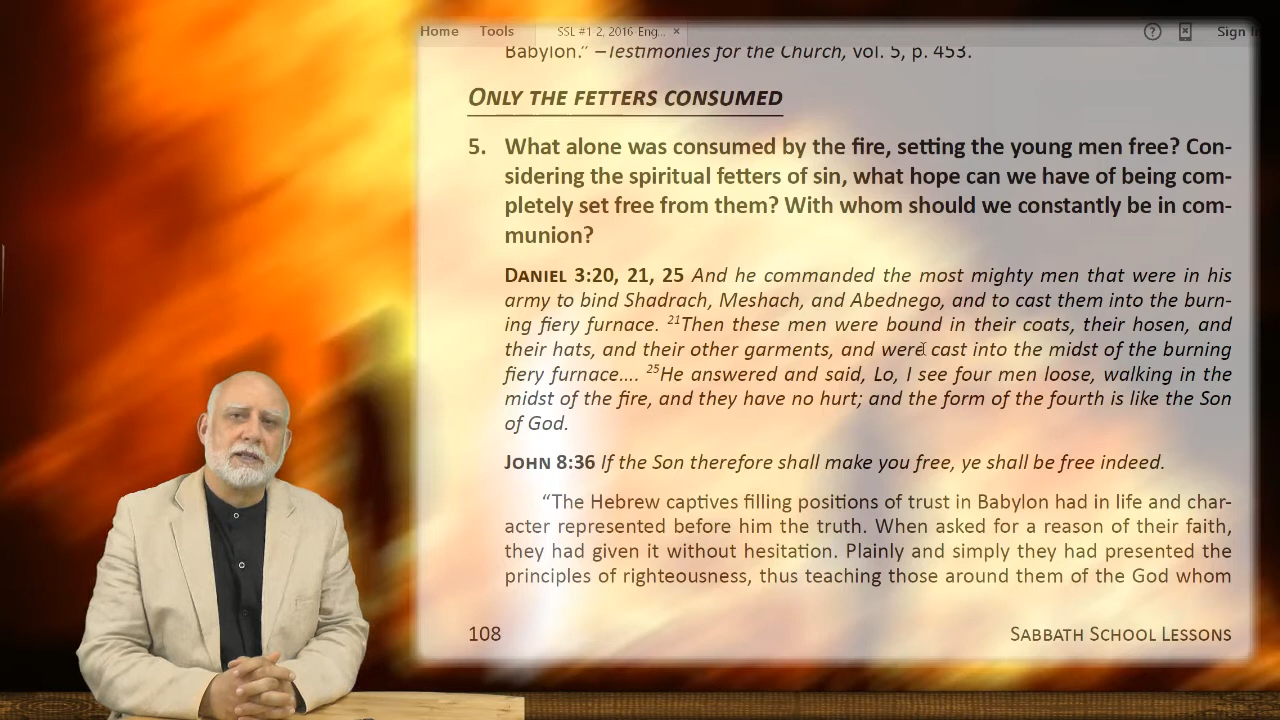 Home Tools SSL #1 2, 2016 Eng... × Sign In
Babylon.” –Testimonies for the Church, vol. 5, p. 453.
ONLY THE FETTERS CONSUMED
5. What alone was consumed by the fire, setting the young men free? Con-
sidering the spiritual fetters of sin, what hope can we have of being com-
pletely set free from them? With whom should we constantly be in com-
munion?
DANIEL 3:20, 21, 25 And he commanded the most mighty men that were in his
army to bind Shadrach, Meshach, and Abednego, and to cast them into the burn-
ing fiery furnace. 21Then these men were bound in their coats, their hosen, and
their hats, and their other garments, and were cast into the midst of the burning
fiery furnace.... 25He answered and said, Lo, I see four men loose, walking in the
midst of the fire, and they have no hurt; and the form of the fourth is like the Son
of God.
JOHN 8:36 If the Son therefore shall make you free, ye shall be free indeed.
“The Hebrew captives filling positions of trust in Babylon had in life and char-
acter represented before him the truth. When asked for a reason of their faith,
they had given it without hesitation. Plainly and simply they had presented the
principles of righteousness, thus teaching those around them of the God whom
108 SABBATH SCHOOL LESSONS